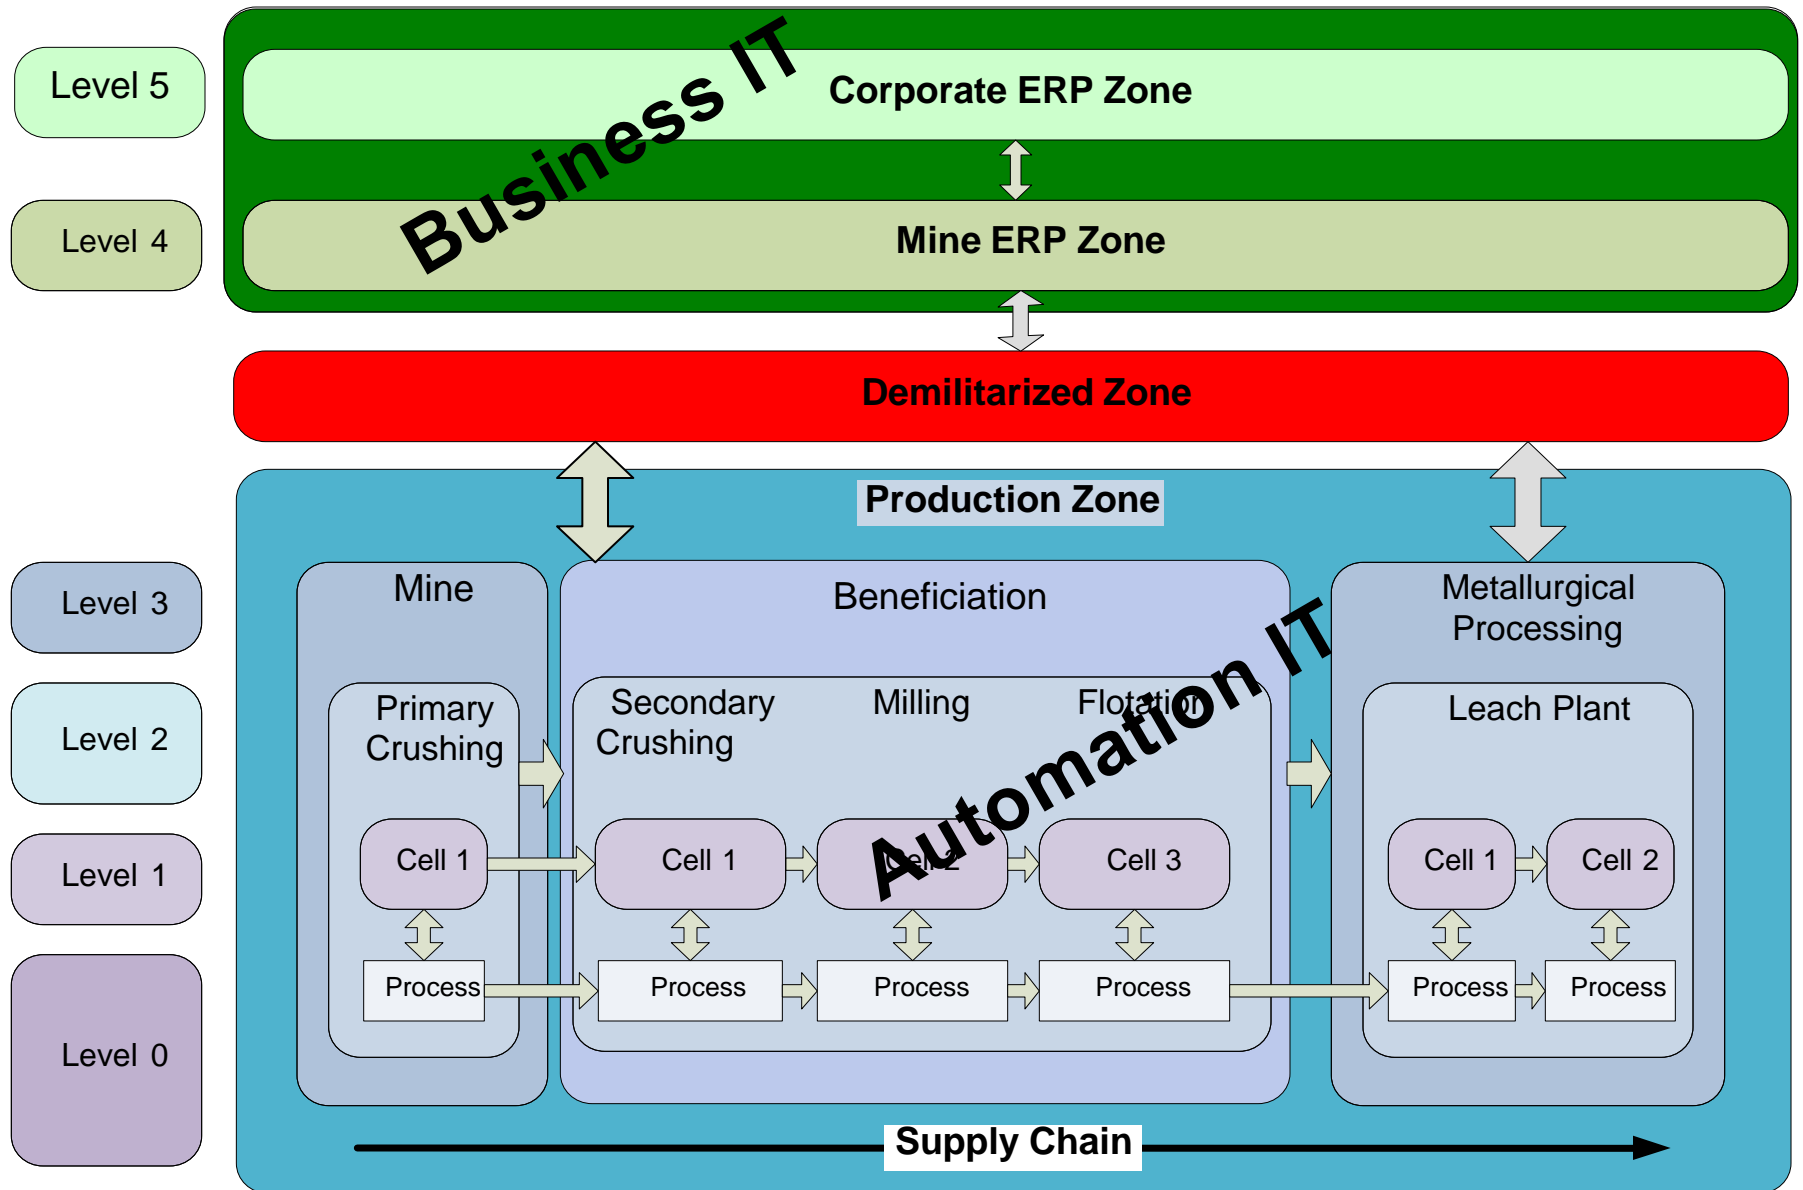 Level 5
Corporate ERP Zone
Business IT
Level 4
Mine ERP Zone
Demilitarized Zone
Production Zone
Level 3
Mine
Beneficiation
Metallurgical
Processing
Automation IT
Level 2
Primary
Crushing
Secondary
Crushing
Milling
Flotation
Leach Plant
Level 1
Cell 1
Cell 1
Cell 2
Cell 3
Cell 1
Cell 2
Level 0
Process
Process
Process
Process
Process
Process
Supply Chain